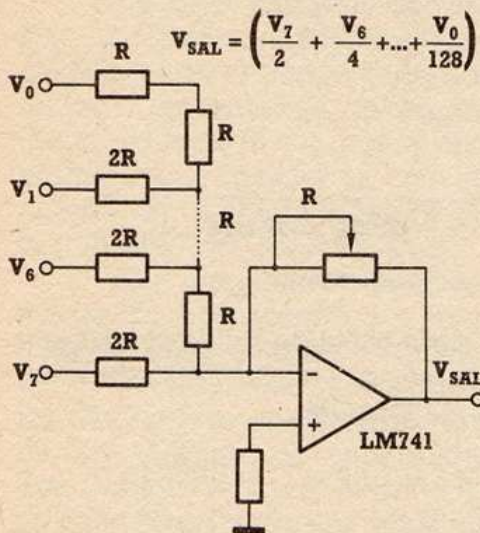 V_SAL = (V_7/2 + V_6/4 +...+ V_0/128)
R
V_0
R
2R
V_1
R
R
2R
V_6
R
2R
V_7
−
V_SAL
+
LM741